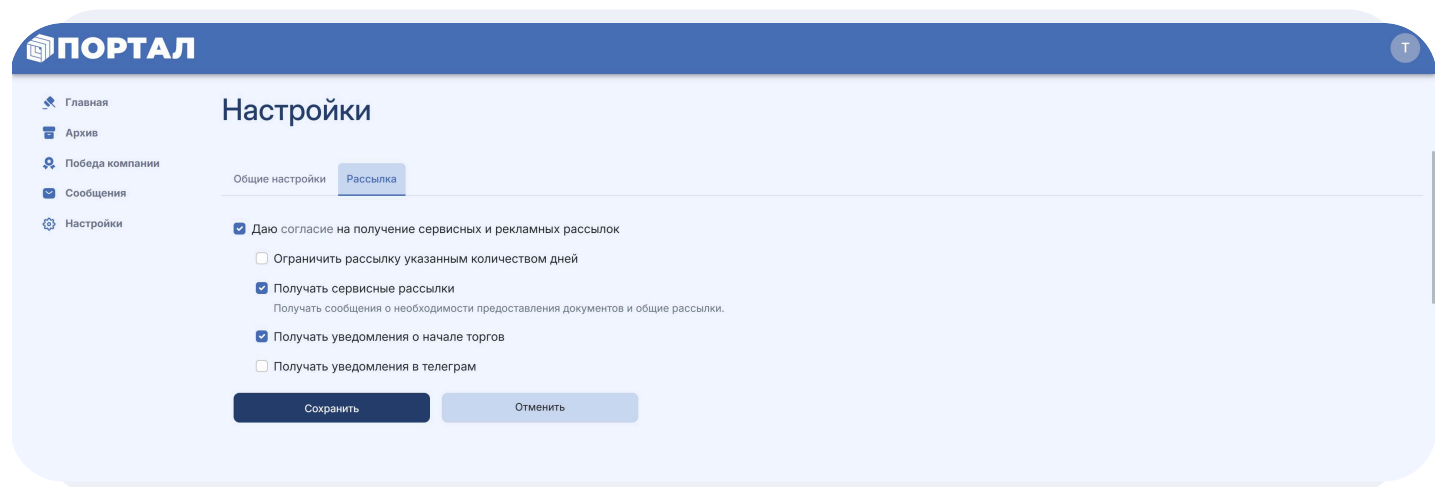 ПОРТАЛ
T
Главная
Архив
Победа компании
Сообщения
Настройки
Настройки
Общие настройки
Рассылка
Даю согласие на получение сервисных и рекламных рассылок
Ограничить рассылку указанным количеством дней
Получать сервисные рассылки
Получать сообщения о необходимости предоставления документов и общие рассылки.
Получать уведомления о начале торгов
Получать уведомления в телеграм
Сохранить
Отменить